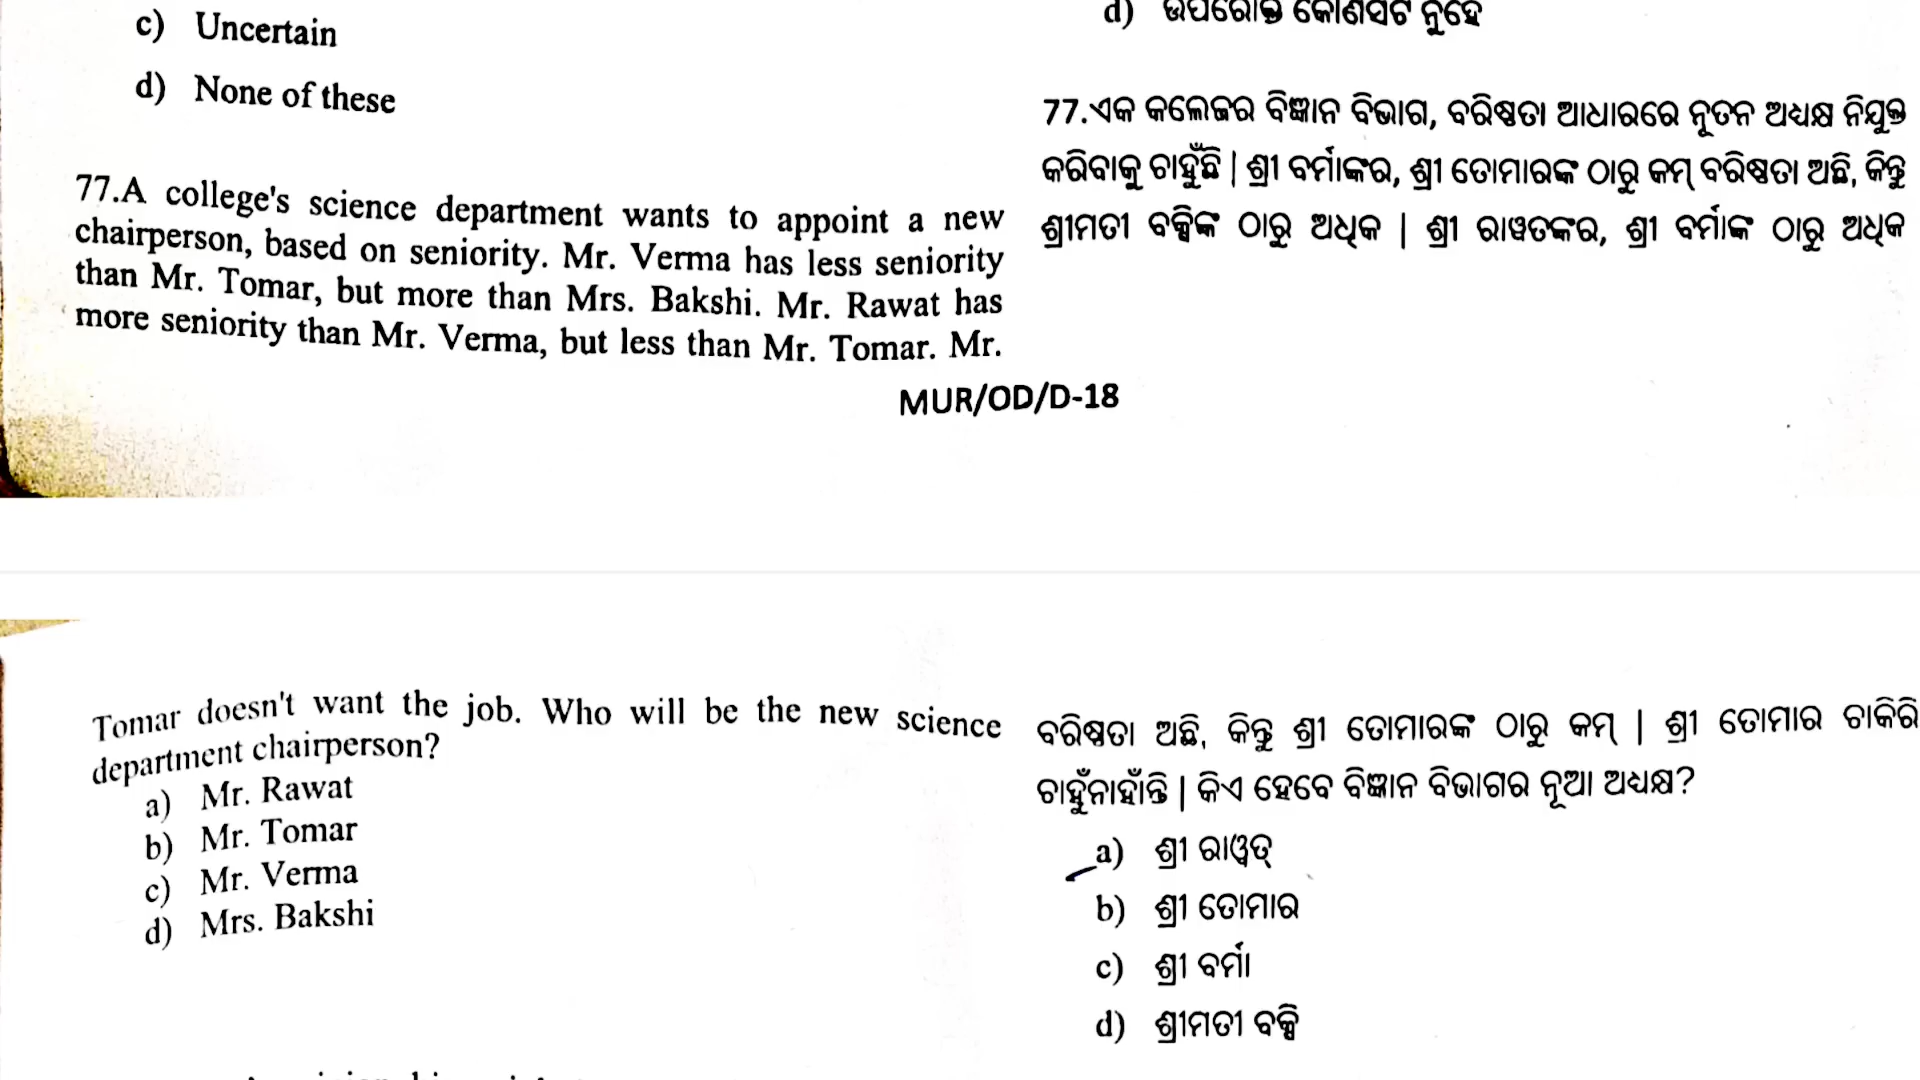 c) Uncertain
d) None of these
77.A college's science department wants to appoint a new
chairperson, based on seniority. Mr. Verma has less seniority
than Mr. Tomar, but more than Mrs. Bakshi. Mr. Rawat has
more seniority than Mr. Verma, but less than Mr. Tomar. Mr.
d) ଉପରୋକ୍ତ କୌଣସିଟି ନୁହେଁ
77.ଏକ କଲେଜର ବିଜ୍ଞାନ ବିଭାଗ, ବରିଷ୍ଠତା ଆଧାରରେ ନୂତନ ଅଧ୍ୟକ୍ଷ ନିଯୁକ୍ତ
କରିବାକୁ ଚାହୁଁଛି | ଶ୍ରୀ ବର୍ମାଙ୍କର, ଶ୍ରୀ ତୋମାରଙ୍କ ଠାରୁ କମ୍ ବରିଷ୍ଠତା ଅଛି, କିନ୍ତୁ
ଶ୍ରୀମତୀ ବକ୍ସିଙ୍କ ଠାରୁ ଅଧିକ | ଶ୍ରୀ ରାୱତଙ୍କର, ଶ୍ରୀ ବର୍ମାଙ୍କ ଠାରୁ ଅଧିକ
MUR/OD/D-18
Tomar doesn't want the job. Who will be the new science
department chairperson?
a) Mr. Rawat
b) Mr. Tomar
c) Mr. Verma
d) Mrs. Bakshi
ବରିଷ୍ଠତା ଅଛି, କିନ୍ତୁ ଶ୍ରୀ ତୋମାରଙ୍କ ଠାରୁ କମ୍ | ଶ୍ରୀ ତୋମାର ଚାକିରି
ଚାହୁଁନାହାଁନ୍ତି | କିଏ ହେବେ ବିଜ୍ଞାନ ବିଭାଗର ନୂଆ ଅଧ୍ୟକ୍ଷ?
a) ଶ୍ରୀ ରାୱତ୍
b) ଶ୍ରୀ ତୋମାର
c) ଶ୍ରୀ ବର୍ମା
d) ଶ୍ରୀମତୀ ବକ୍ସି